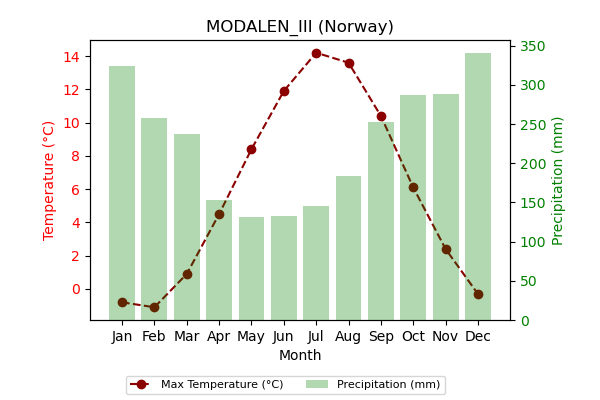 MODALEN_III (Norway)
14
12
10
8
6
4
2
0
Temperature (°C)
350
300
250
200
150
100
50
0
Precipitation (mm)
Jan Feb Mar Apr May Jun Jul Aug Sep Oct Nov Dec
Month
Max Temperature (°C) Precipitation (mm)